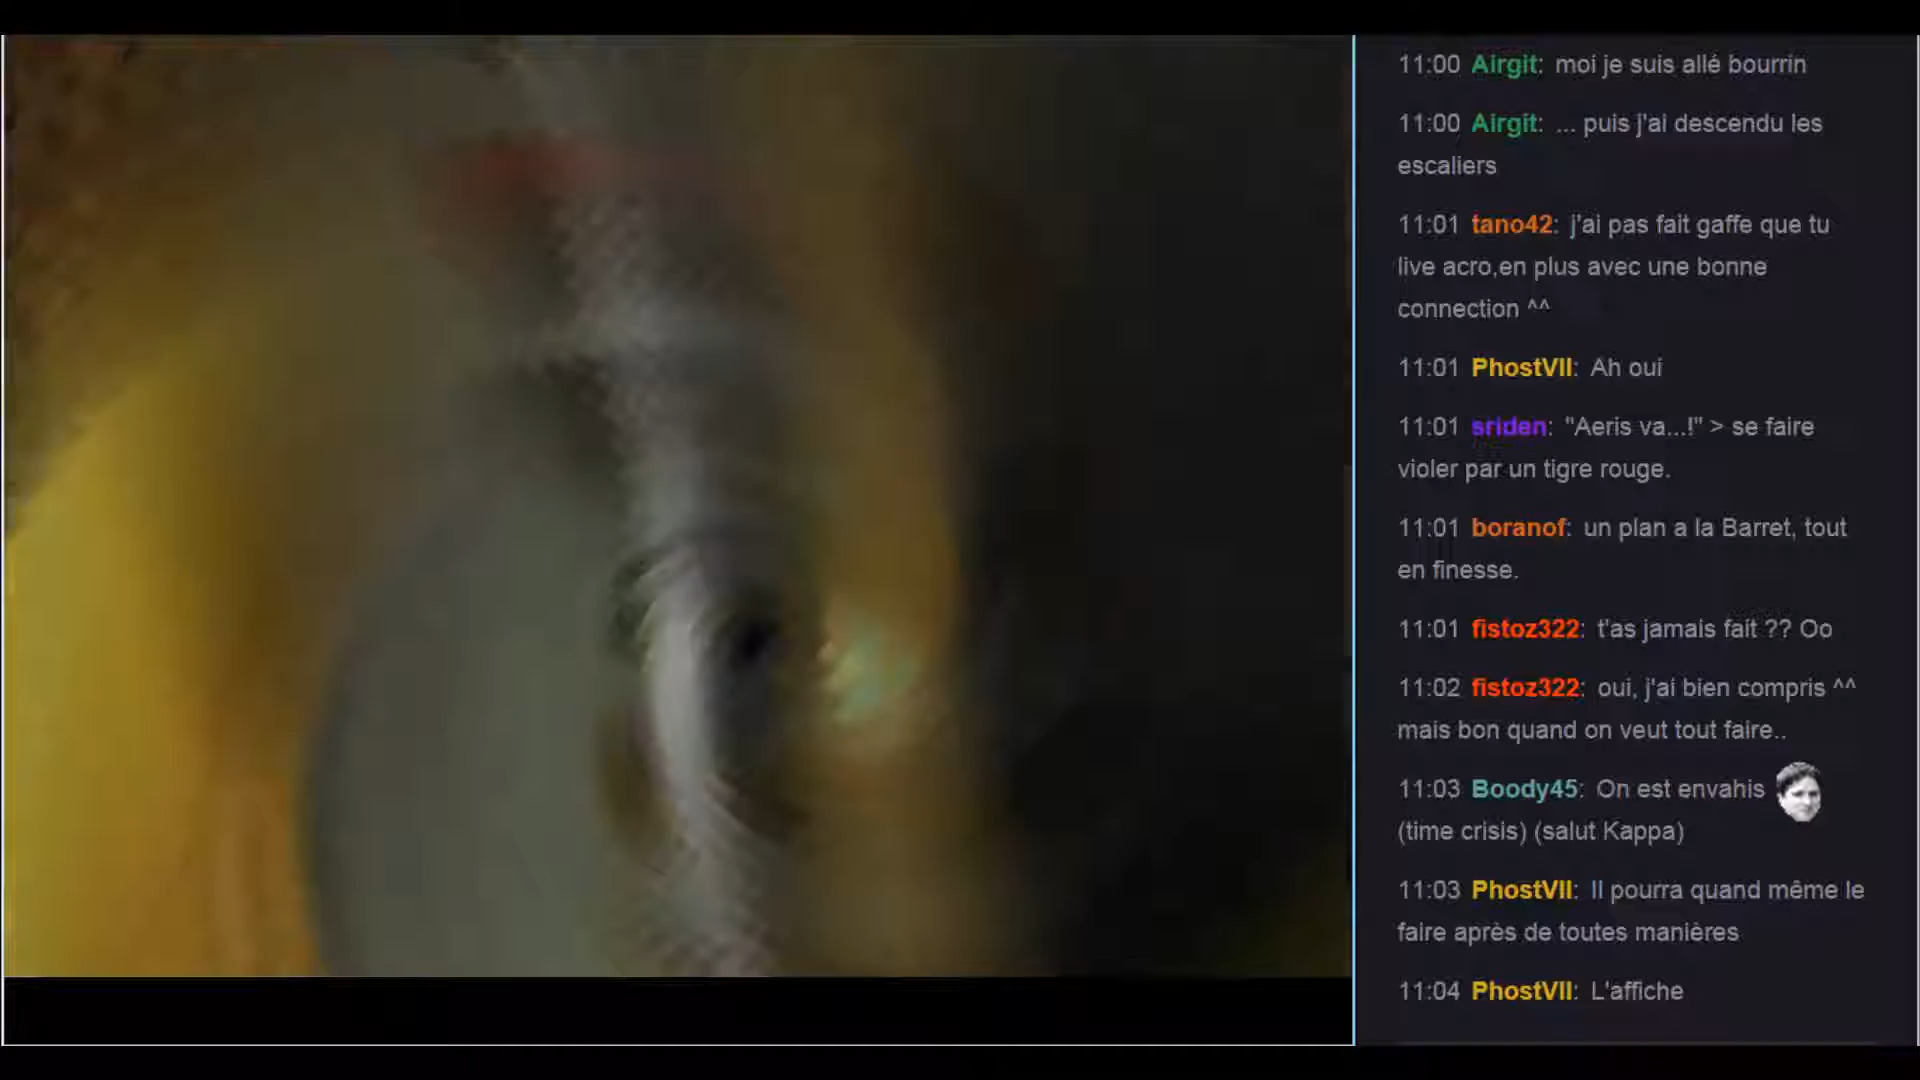 11:00 Airgit: moi je suis allé bourrin
11:00 Airgit: ... puis j'ai descendu les
escaliers
11:01 tano42: j'ai pas fait gaffe que tu
live acro,en plus avec une bonne
connection ^^
11:01 PhostVII: Ah oui
11:01 sriden: "Aeris va...!" > se faire
violer par un tigre rouge.
11:01 boranof: un plan a la Barret, tout
en finesse.
11:01 fistoz322: t'as jamais fait ?? Oo
11:02 fistoz322: oui, j'ai bien compris ^^
mais bon quand on veut tout faire..
11:03 Boody45: On est envahis
(time crisis) (salut Kappa)
11:03 PhostVII: Il pourra quand même le
faire après de toutes manières
11:04 PhostVII: L'affiche